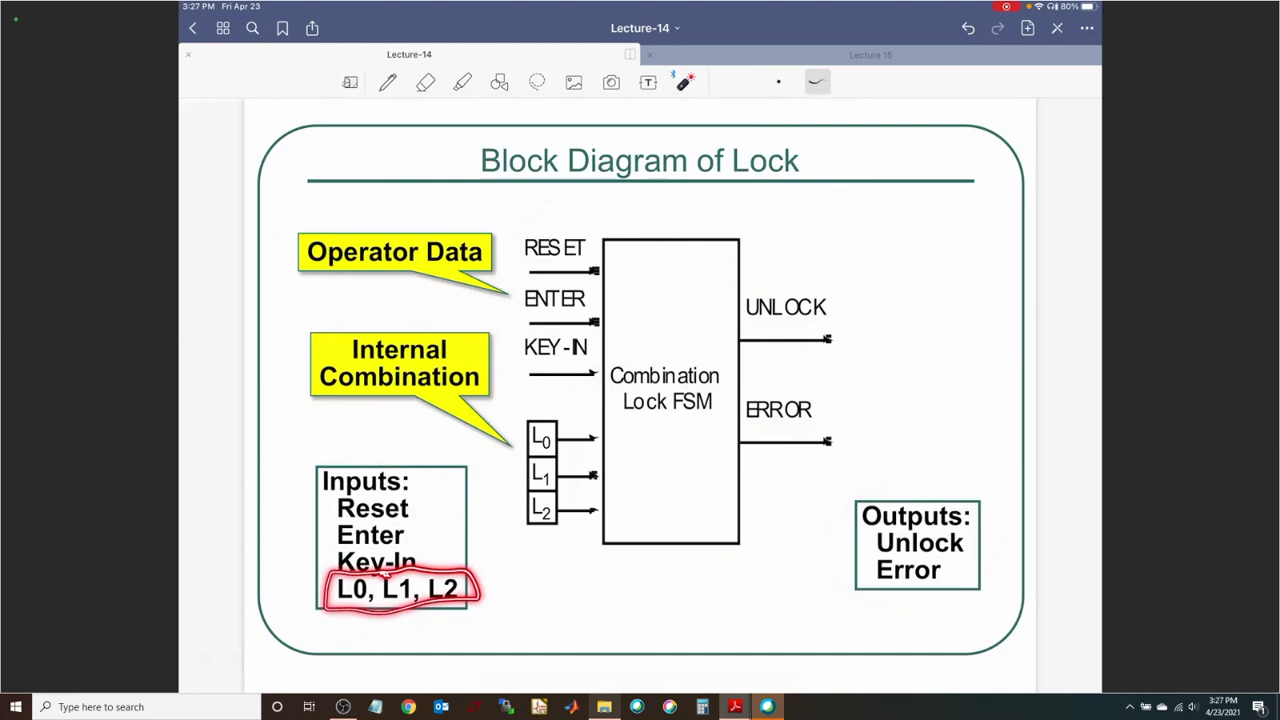 3:27 PM Fri Apr 23
80%
Lecture-14
Lecture-14
Lecture 15
T
Block Diagram of Lock
Operator Data
RESET
ENTER
KEY-IN
Internal
Combination
Combination
Lock FSM
UNLOCK
ERROR
L0
L1
L2
Inputs:
Reset
Enter
Key-In
L0, L1, L2
Outputs:
Unlock
Error
Type here to search
3:27 PM
4/23/2021